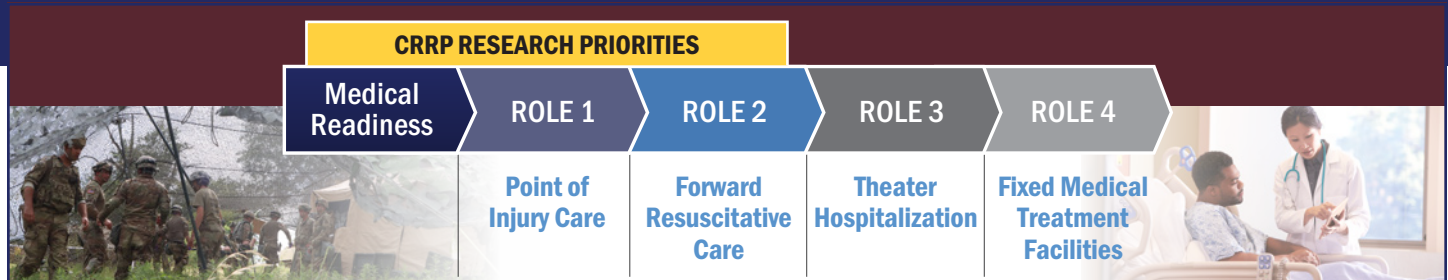 CRRP RESEARCH PRIORITIES
Medical
Readiness
ROLE 1
ROLE 2
ROLE 3
ROLE 4
Point of
Injury Care
Forward
Resuscitative
Care
Theater
Hospitalization
Fixed Medical
Treatment
Facilities